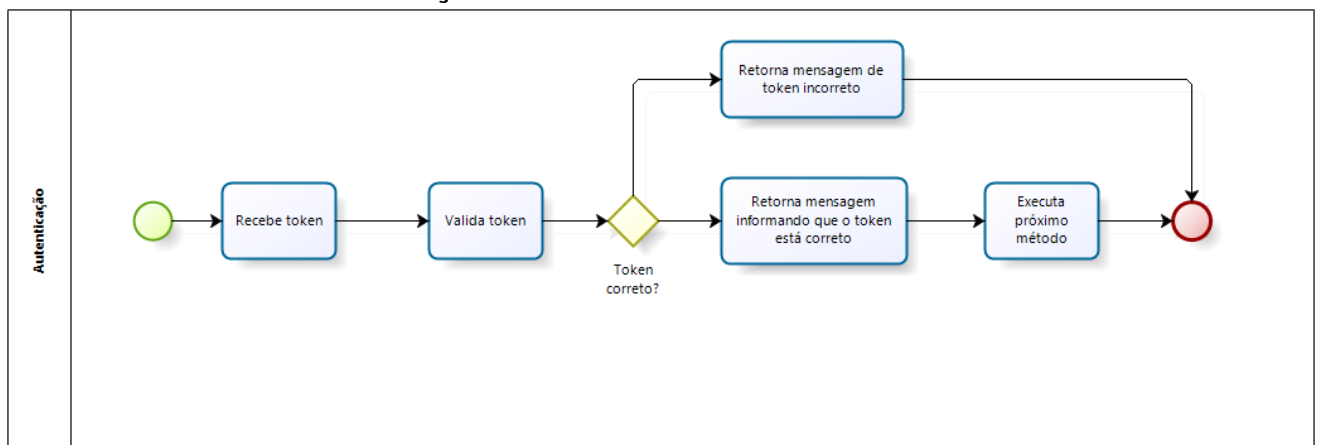 Autenticação
Recebe token
Valida token
Token
correto?
Retorna mensagem de
token incorreto
Retorna mensagem
informando que o token
está correto
Executa
próximo
método